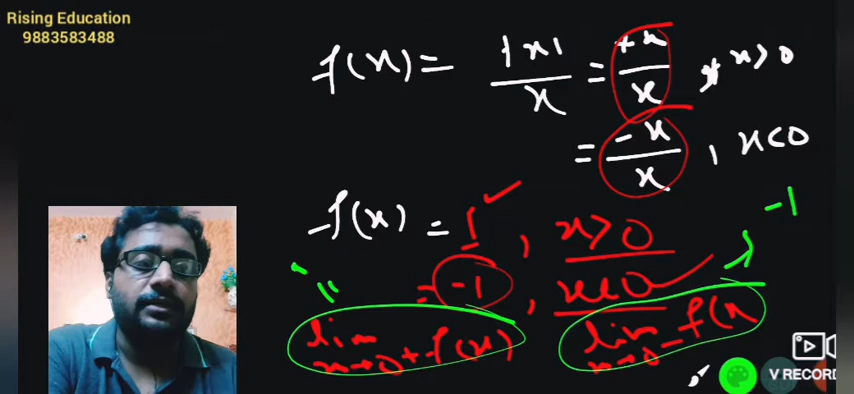 Rising Education
9883583488
f(x) = |x| / x = +x / x , x>0
= -x / x , x<0
f(x) = 1 , x>0
= -1 , x<0
-1
lim x→0+ f(x) lim x→0- f(x
V RECORD